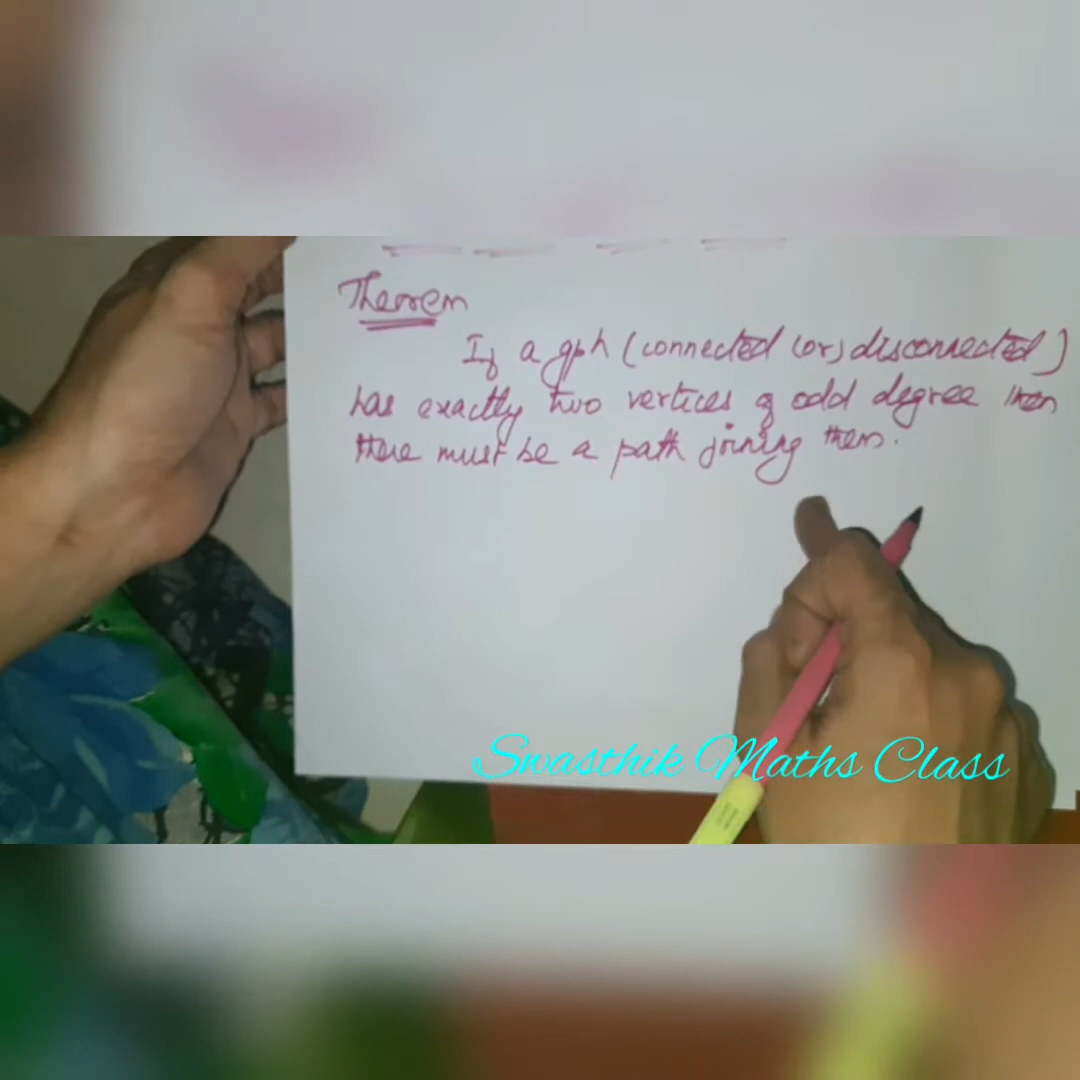 Theorem
If a gph (connected (or) disconnected)
has exactly two vertices of odd degree then
there must be a path joining them.
Swasthik Maths Class